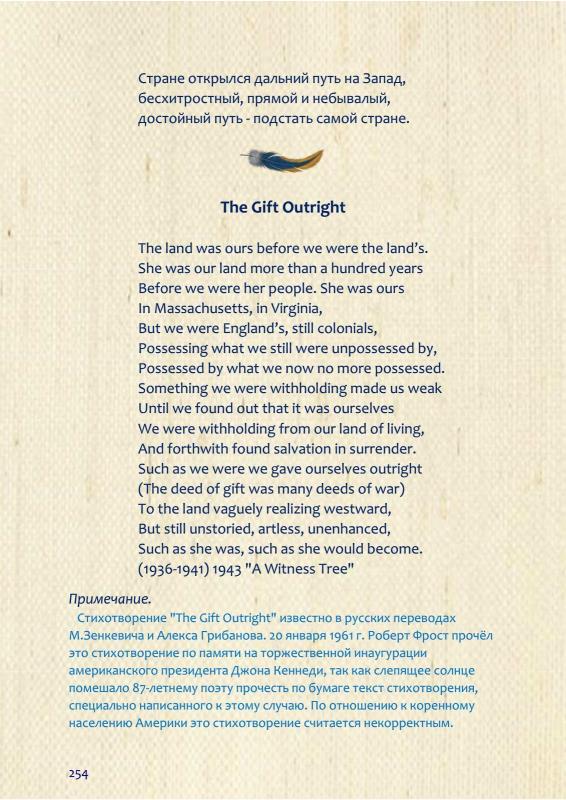 Стране открылся дальний путь на Запад,
бесхитростный, прямой и небывалый,
достойный путь - подстать самой стране.
The Gift Outright
The land was ours before we were the land’s.
She was our land more than a hundred years
Before we were her people. She was ours
In Massachusetts, in Virginia,
But we were England’s, still colonials,
Possessing what we still were unpossessed by,
Possessed by what we now no more possessed.
Something we were withholding made us weak
Until we found out that it was ourselves
We were withholding from our land of living,
And forthwith found salvation in surrender.
Such as we were we gave ourselves outright
(The deed of gift was many deeds of war)
To the land vaguely realizing westward,
But still unstoried, artless, unenhanced,
Such as she was, such as she would become.
(1936-1941) 1943 "A Witness Tree"
Примечание.
Стихотворение "The Gift Outright" известно в русских переводах
М.Зенкевича и Алекса Грибанова. 20 января 1961 г. Роберт Фрост прочёл
это стихотворение по памяти на торжественной инаугурации
американского президента Джона Кеннеди, так как слепящее солнце
помешало 87-летнему поэту прочесть по бумаге текст стихотворения,
специально написанного к этому случаю. По отношению к коренному
населению Америки это стихотворение считается некорректным.
254